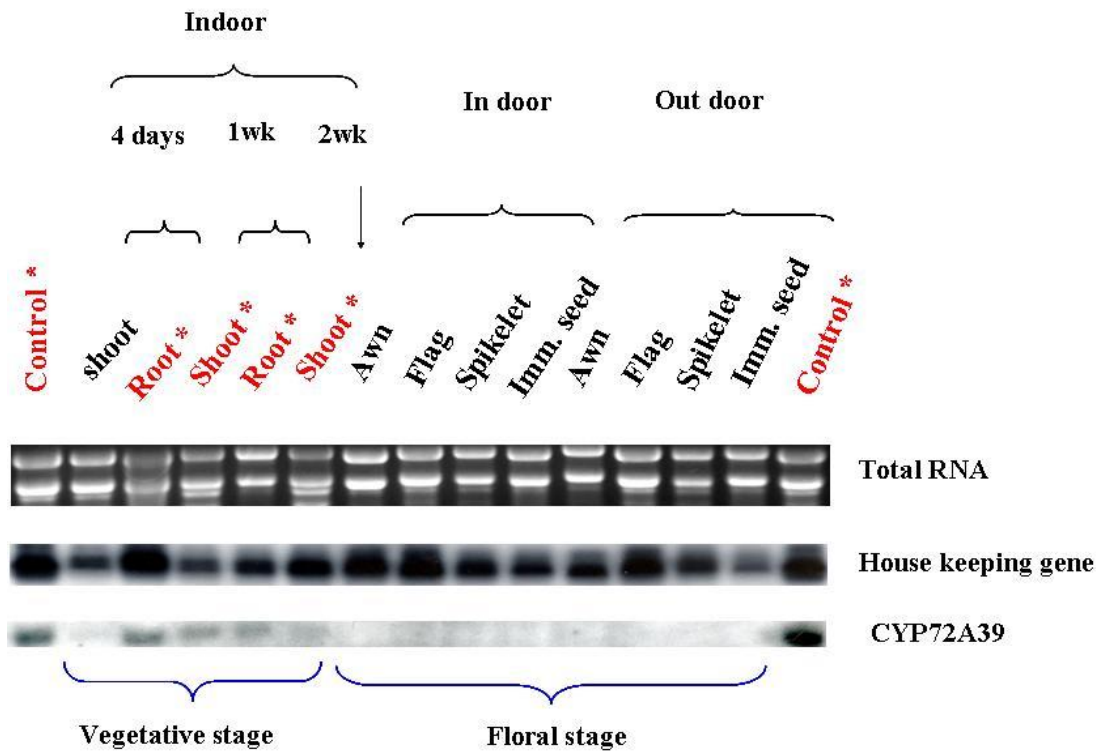 Indoor
In door
Out door
4 days
1wk
2wk
Control *
shoot
Root *
Shoot *
Root *
Shoot *
Awn
Flag
Spikelet
Imm. seed
Awn
Flag
Spikelet
Imm. seed
Control *
Total RNA
House keeping gene
CYP72A39
Vegetative stage
Floral stage